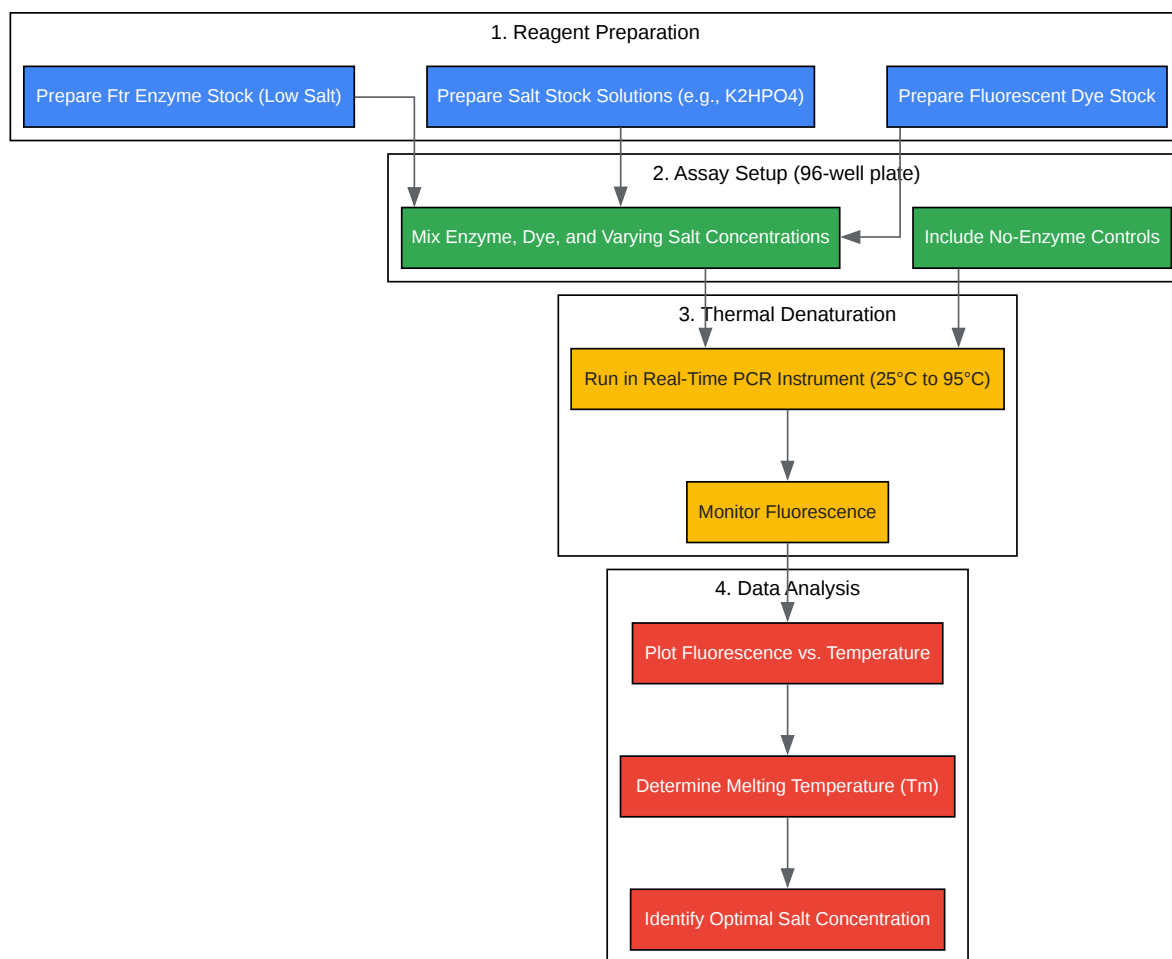 1. Reagent Preparation
Prepare Ftr Enzyme Stock (Low Salt)
Prepare Salt Stock Solutions (e.g., K2HPO4)
Prepare Fluorescent Dye Stock
2. Assay Setup (96-well plate)
Mix Enzyme, Dye, and Varying Salt Concentrations
Include No-Enzyme Controls
3. Thermal Denaturation
Run in Real-Time PCR Instrument (25°C to 95°C)
Monitor Fluorescence
4. Data Analysis
Plot Fluorescence vs. Temperature
Determine Melting Temperature (Tm)
Identify Optimal Salt Concentration